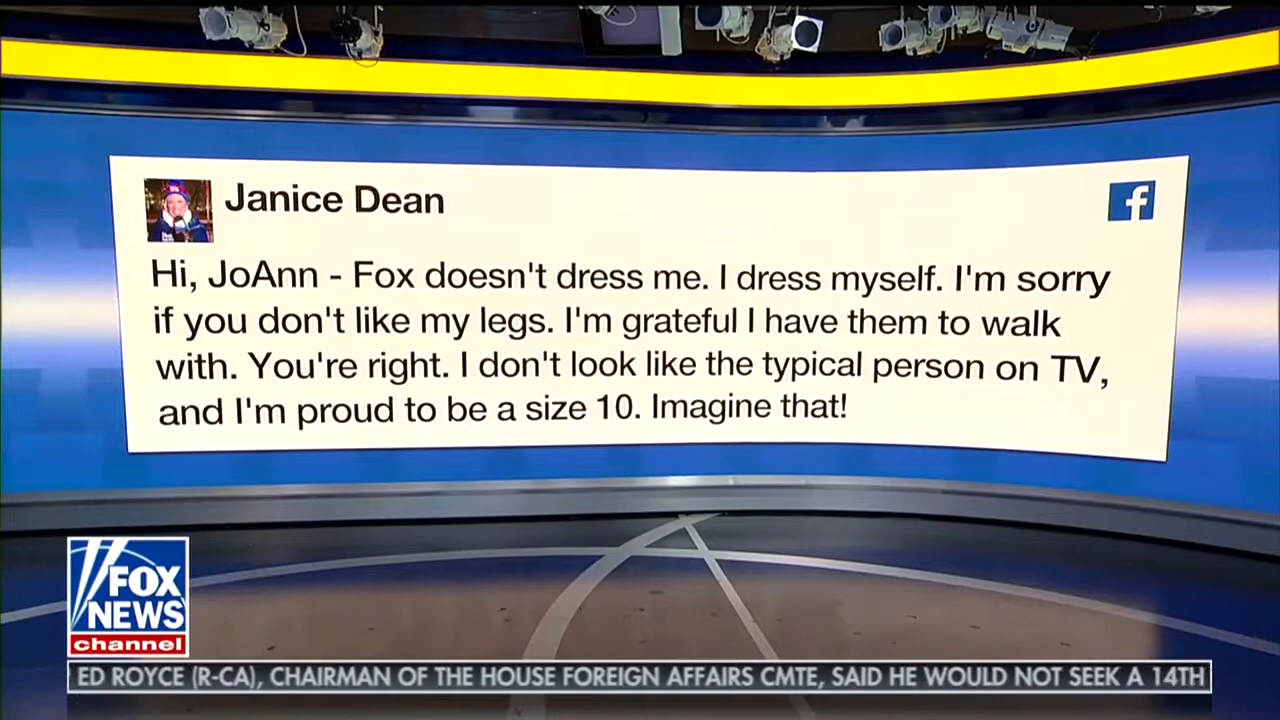 Janice Dean
f
Hi, JoAnn - Fox doesn't dress me. I dress myself. I'm sorry
if you don't like my legs. I'm grateful I have them to walk
with. You're right. I don't look like the typical person on TV,
and I'm proud to be a size 10. Imagine that!
FOX
NEWS
channel
ED ROYCE (R-CA), CHAIRMAN OF THE HOUSE FOREIGN AFFAIRS CMTE, SAID HE WOULD NOT SEEK A 14TH